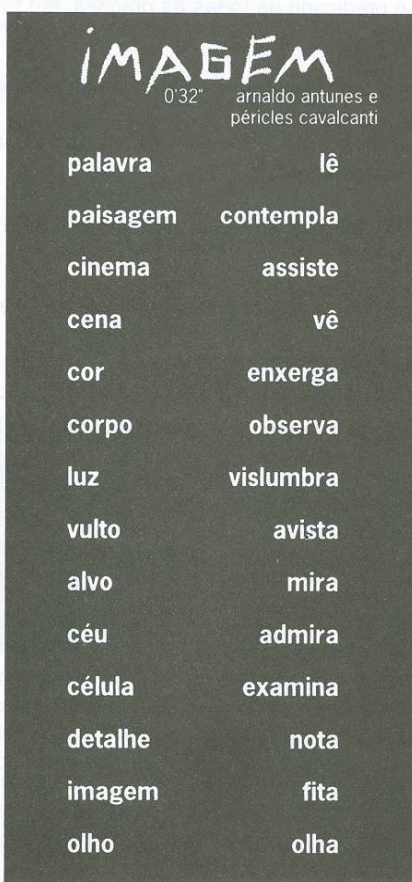 iMAGEM
0'32" arnaldo antunes e
péricles cavalcanti
palavra lê
paisagem contempla
cinema assiste
cena vê
cor enxerga
corpo observa
luz vislumbra
vulto avista
alvo mira
céu admira
célula examina
detalhe nota
imagem fita
olho olha